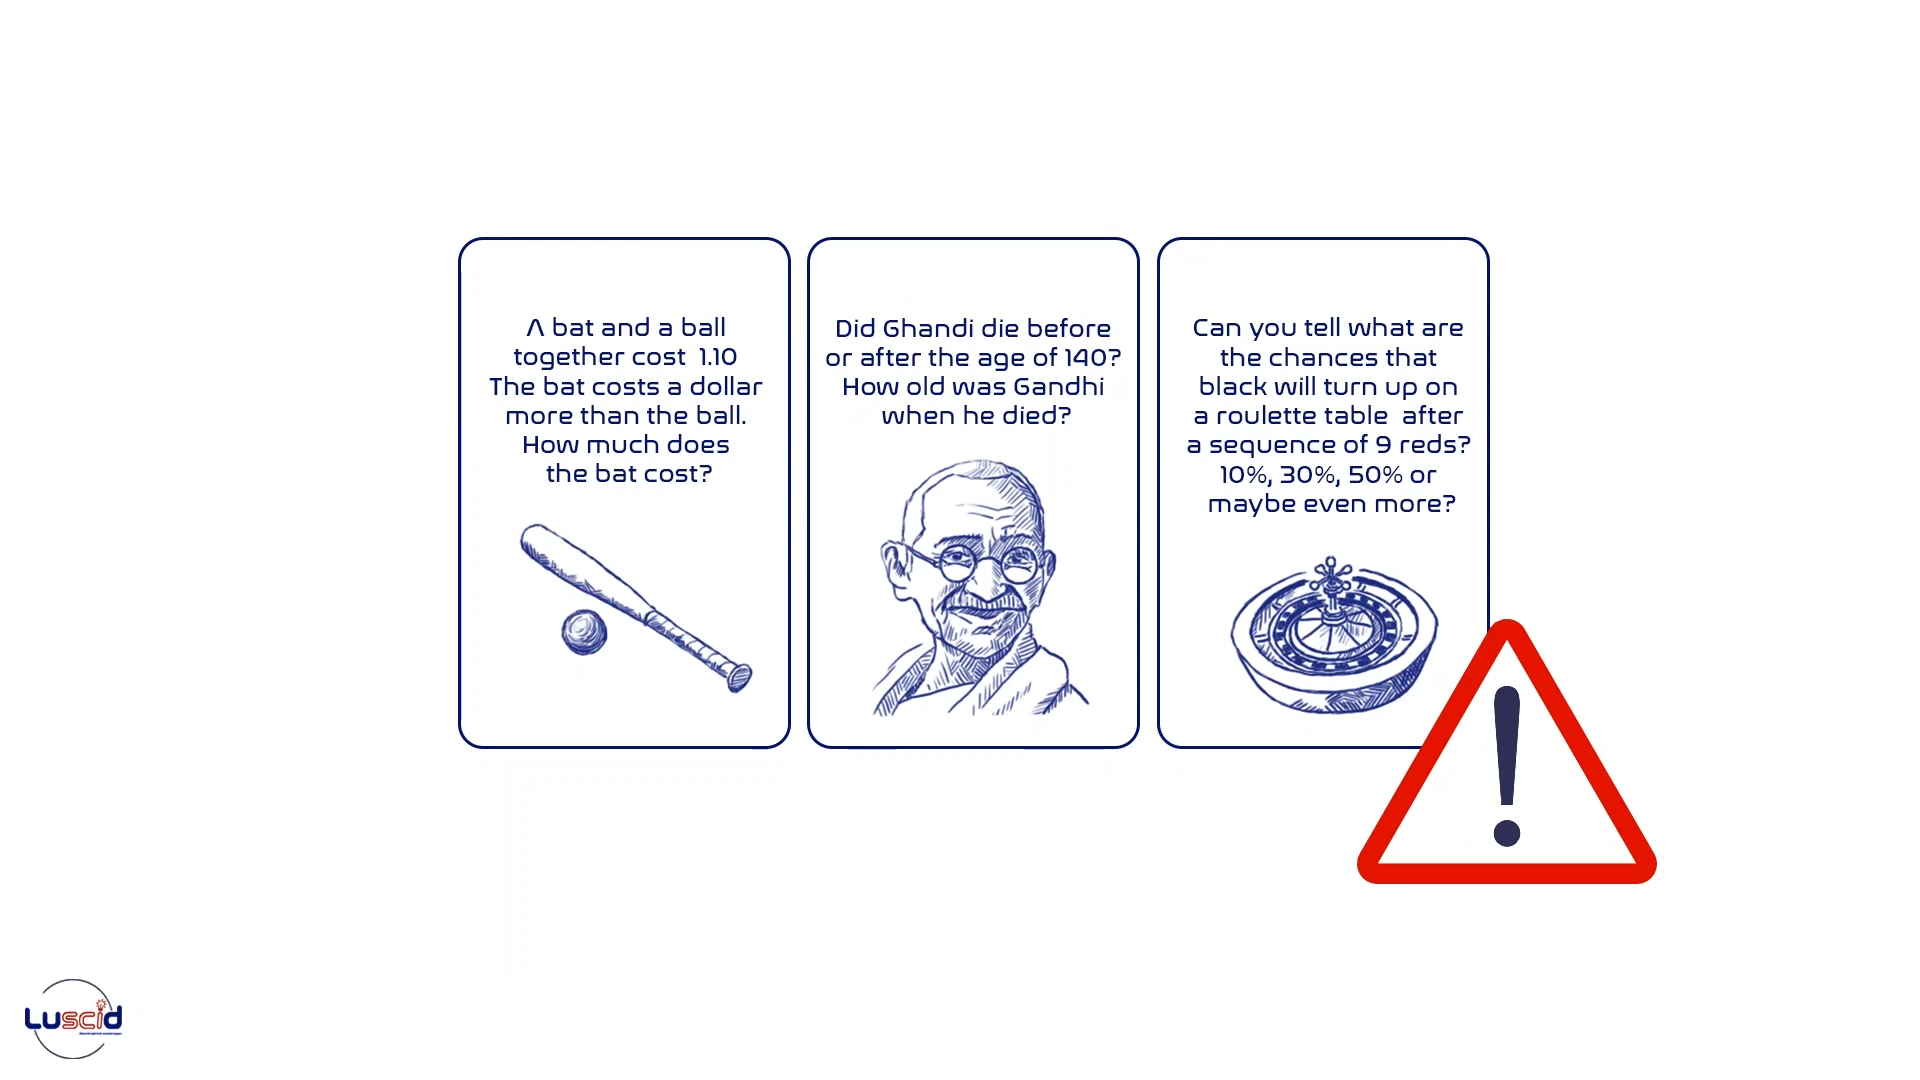 A bat and a ball
together cost 1.10
The bat costs a dollar
more than the ball.
How much does
the bat cost?
Did Ghandi die before
or after the age of 140?
How old was Gandhi
when he died?
Can you tell what are
the chances that
black will turn up on
a roulette table after
a sequence of 9 reds?
10%, 30%, 50% or
maybe even more?
Luscid